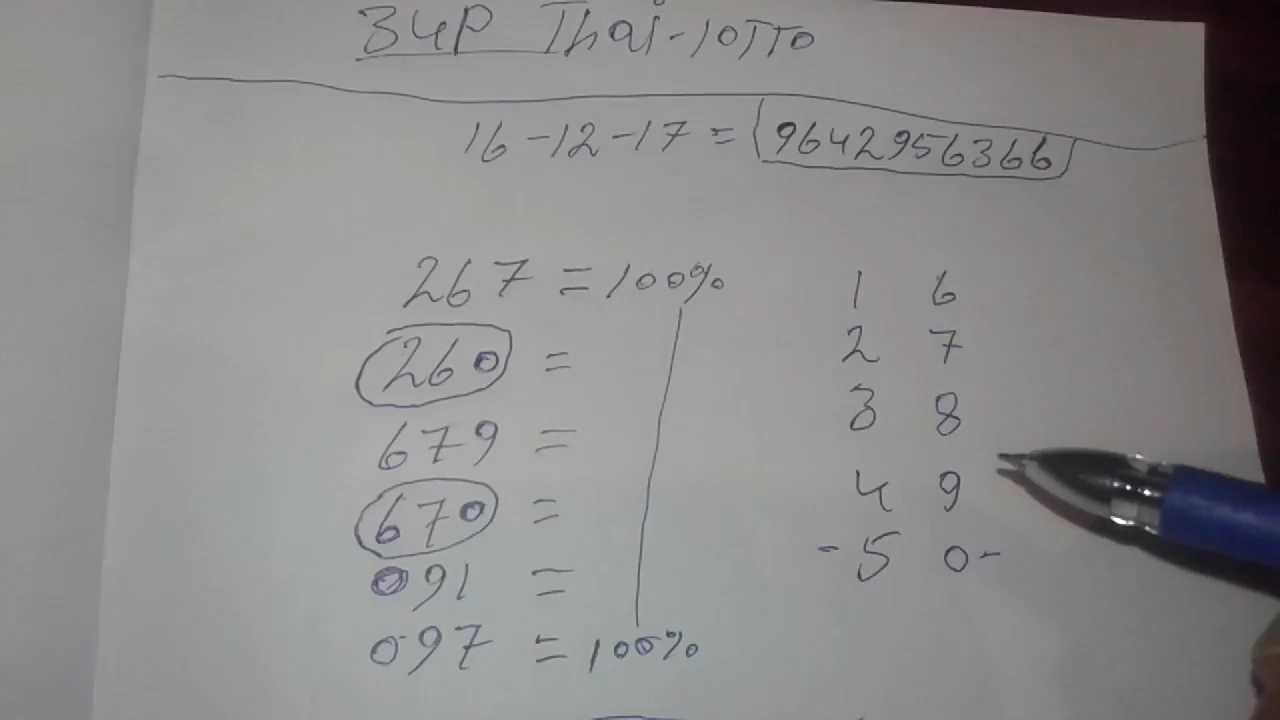 3UP Thai-lOTTO
16-12-17 = 9642956366
267 = 100%
260 =
679 =
670 =
091 =
097 = 100%
1 6
2 7
3 8
4 9
- 5 0 -